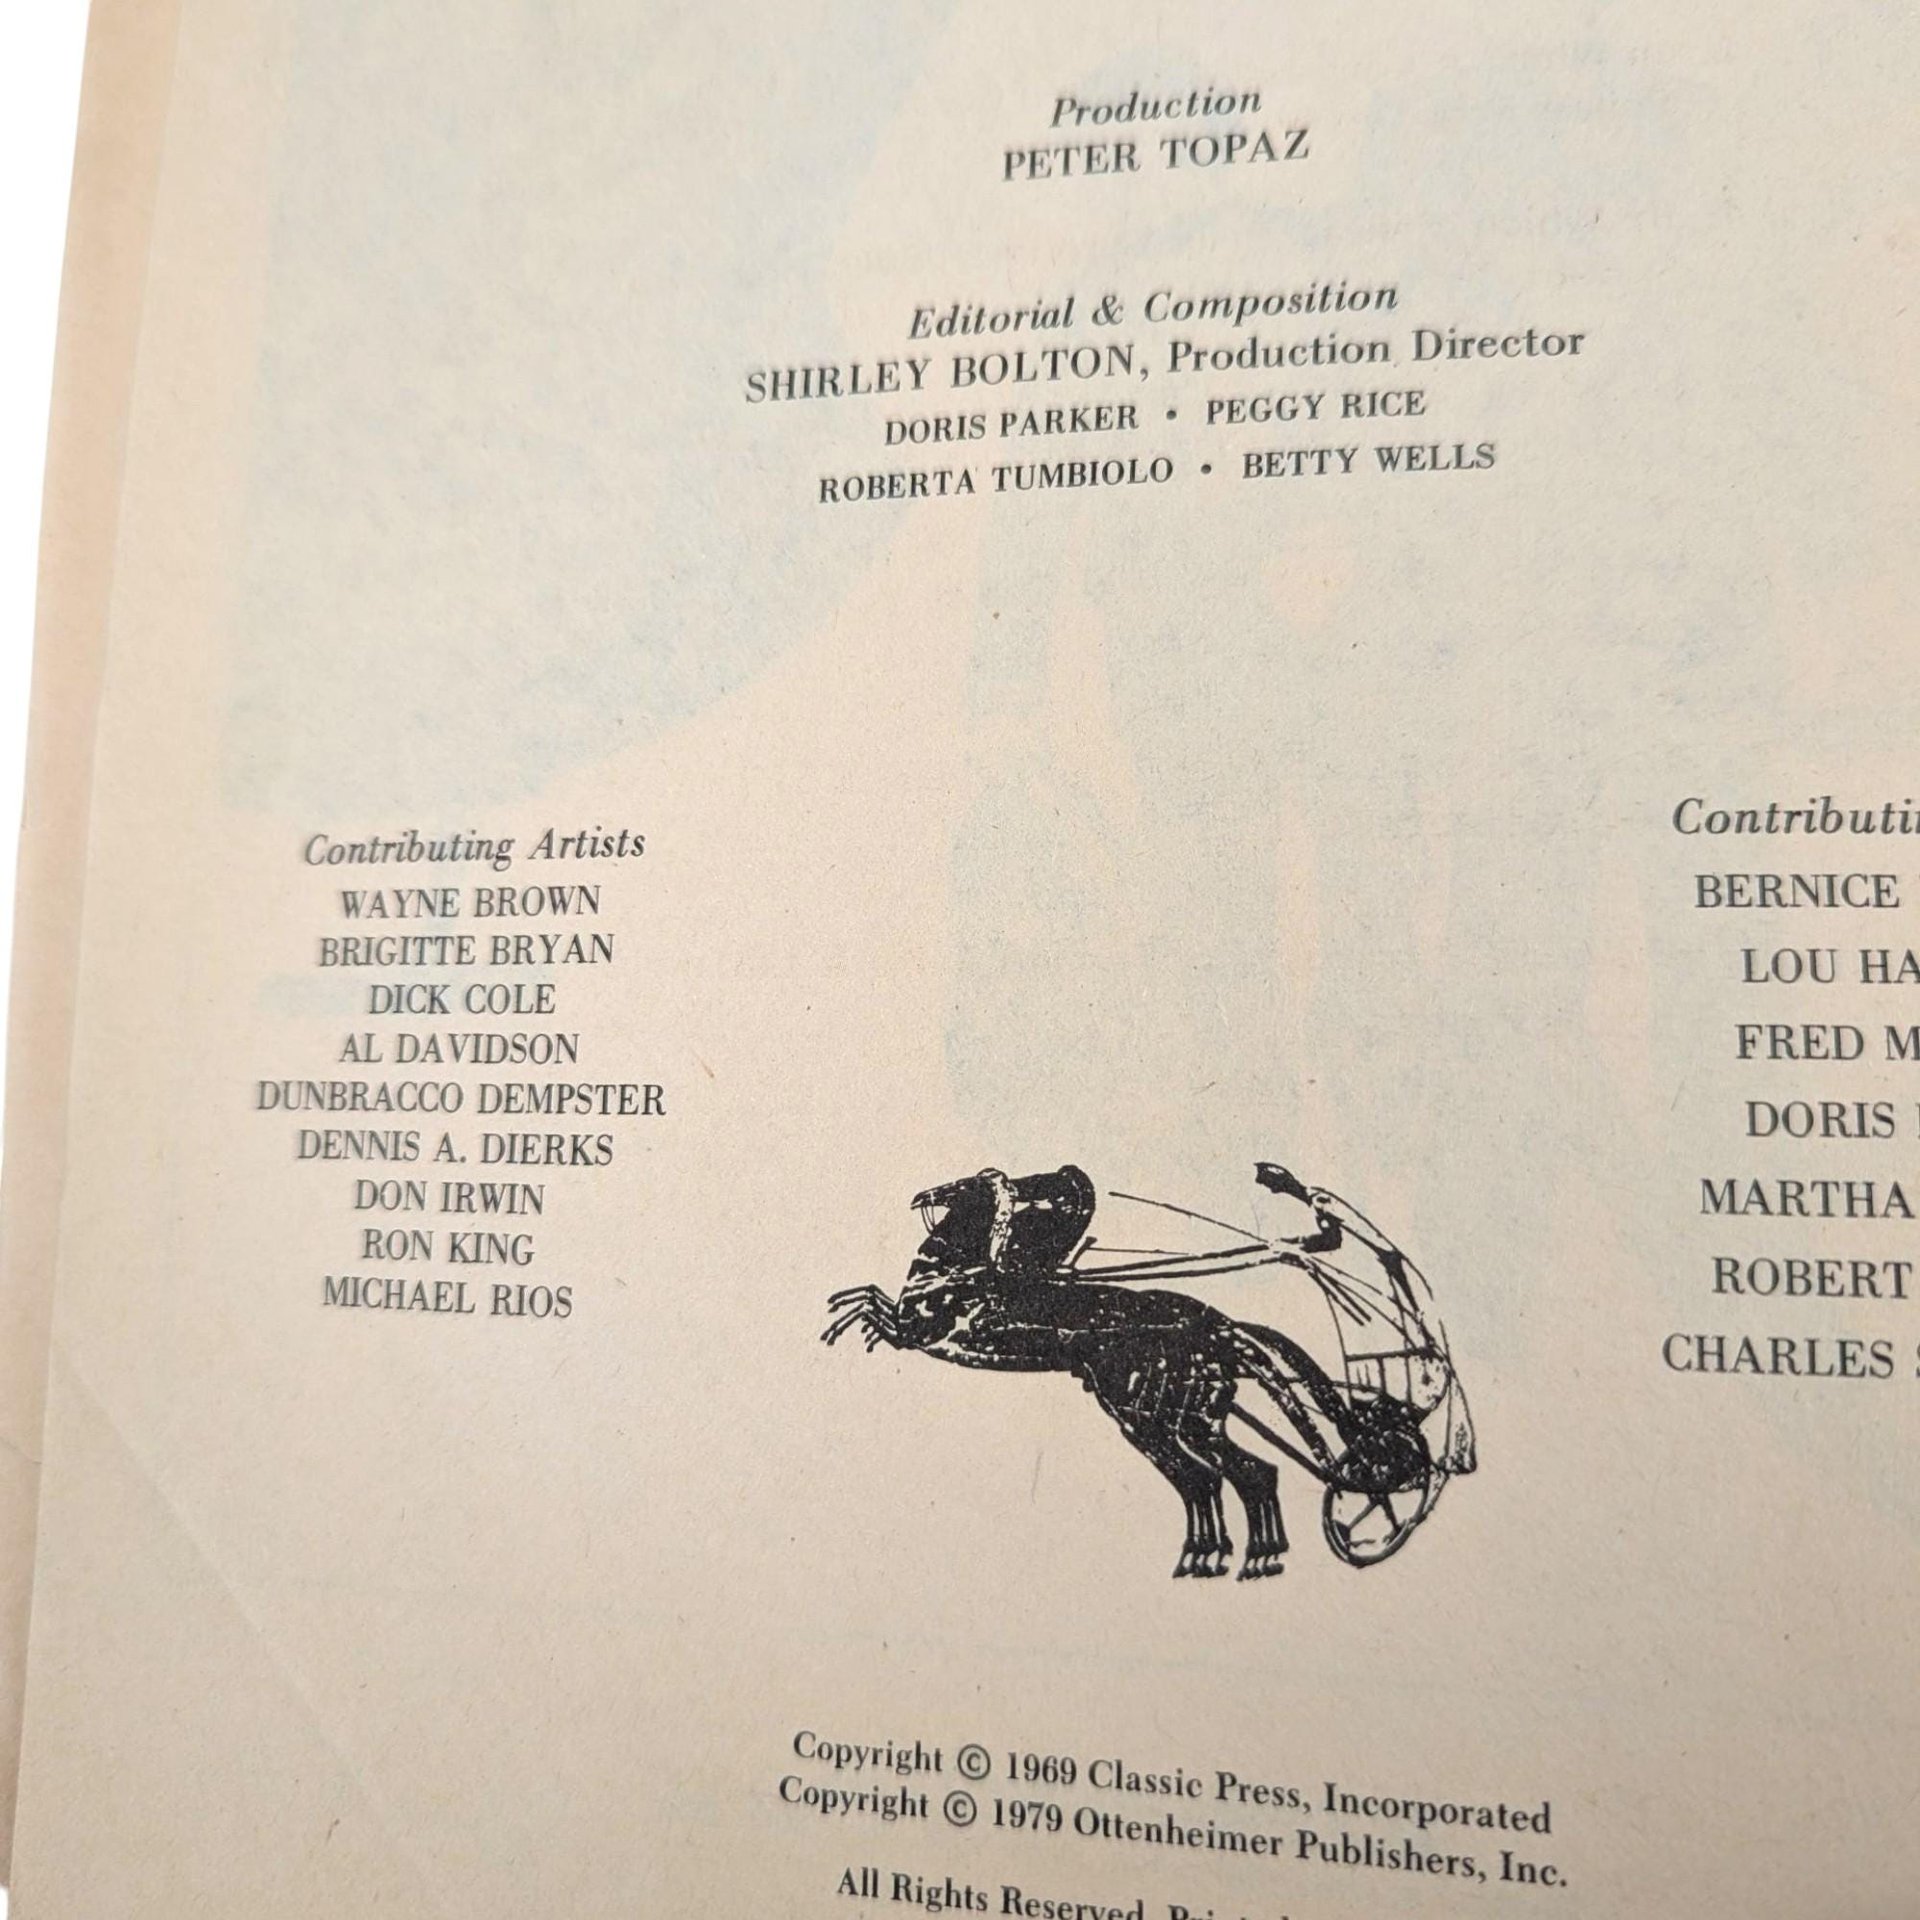 Production
PETER TOPAZ
Editorial & Composition
SHIRLEY BOLTON, Production Director
DORIS PARKER • PEGGY RICE
ROBERTA TUMBIOLO • BETTY WELLS
Contributing Artists
WAYNE BROWN
BRIGITTE BRYAN
DICK COLE
AL DAVIDSON
DUNBRACCO DEMPSTER
DENNIS A. DIERKS
DON IRWIN
RON KING
MICHAEL RIOS
BERNICE
LOU
FRED
DORIS
MARTHA
ROBERT
CHARLES
Copyright © 1969 Classic Press, Incorporated
Copyright © 1979 Ottenheimer Publishers, Inc.
All Rights Reserved.